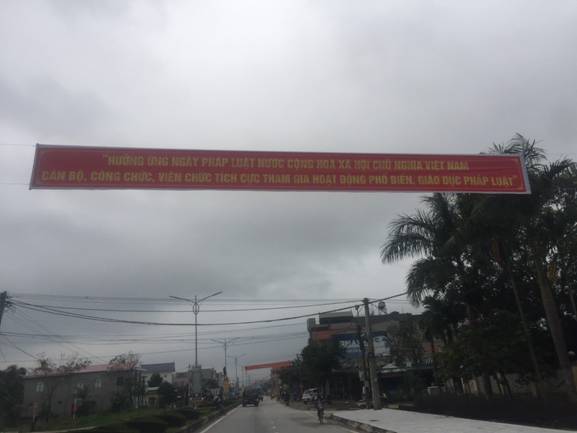 "HƯỞNG ỨNG NGÀY PHÁP LUẬT NƯỚC CỘNG HOÀ XÃ HỘI CHỦ NGHĨA VIỆT NAM
CÁN BỘ, CÔNG CHỨC, VIÊN CHỨC TÍCH CỰC THAM GIA HOẠT ĐỘNG PHỔ BIẾN, GIÁO DỤC PHÁP LUẬT"